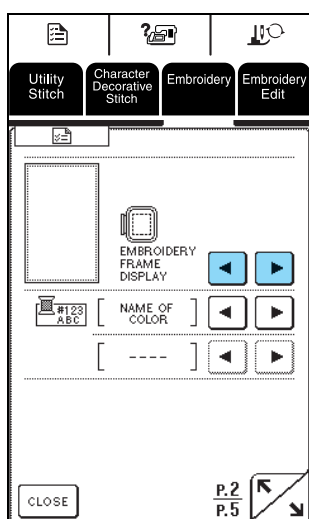 Utility
Stitch
Character
Decorative
Stitch
Embroidery
Embroidery
Edit
EMBROIDERY
FRAME
DISPLAY
#123
ABC
[ NAME OF
COLOR ]
[ ---- ]
CLOSE
P.2
P.5